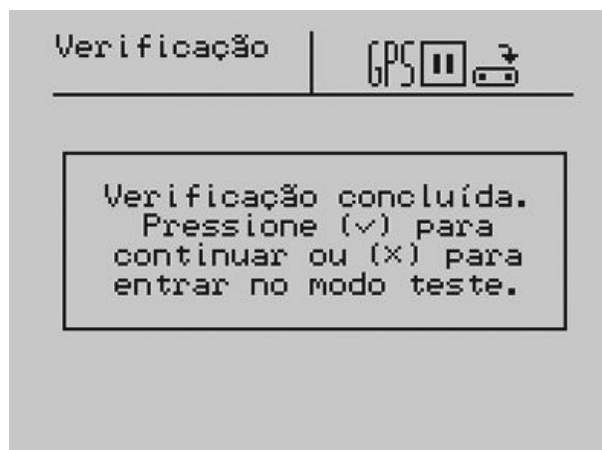 Verificação
GPS
Verificação concluída.
Pressione (✓) para
continuar ou (×) para
entrar no modo teste.